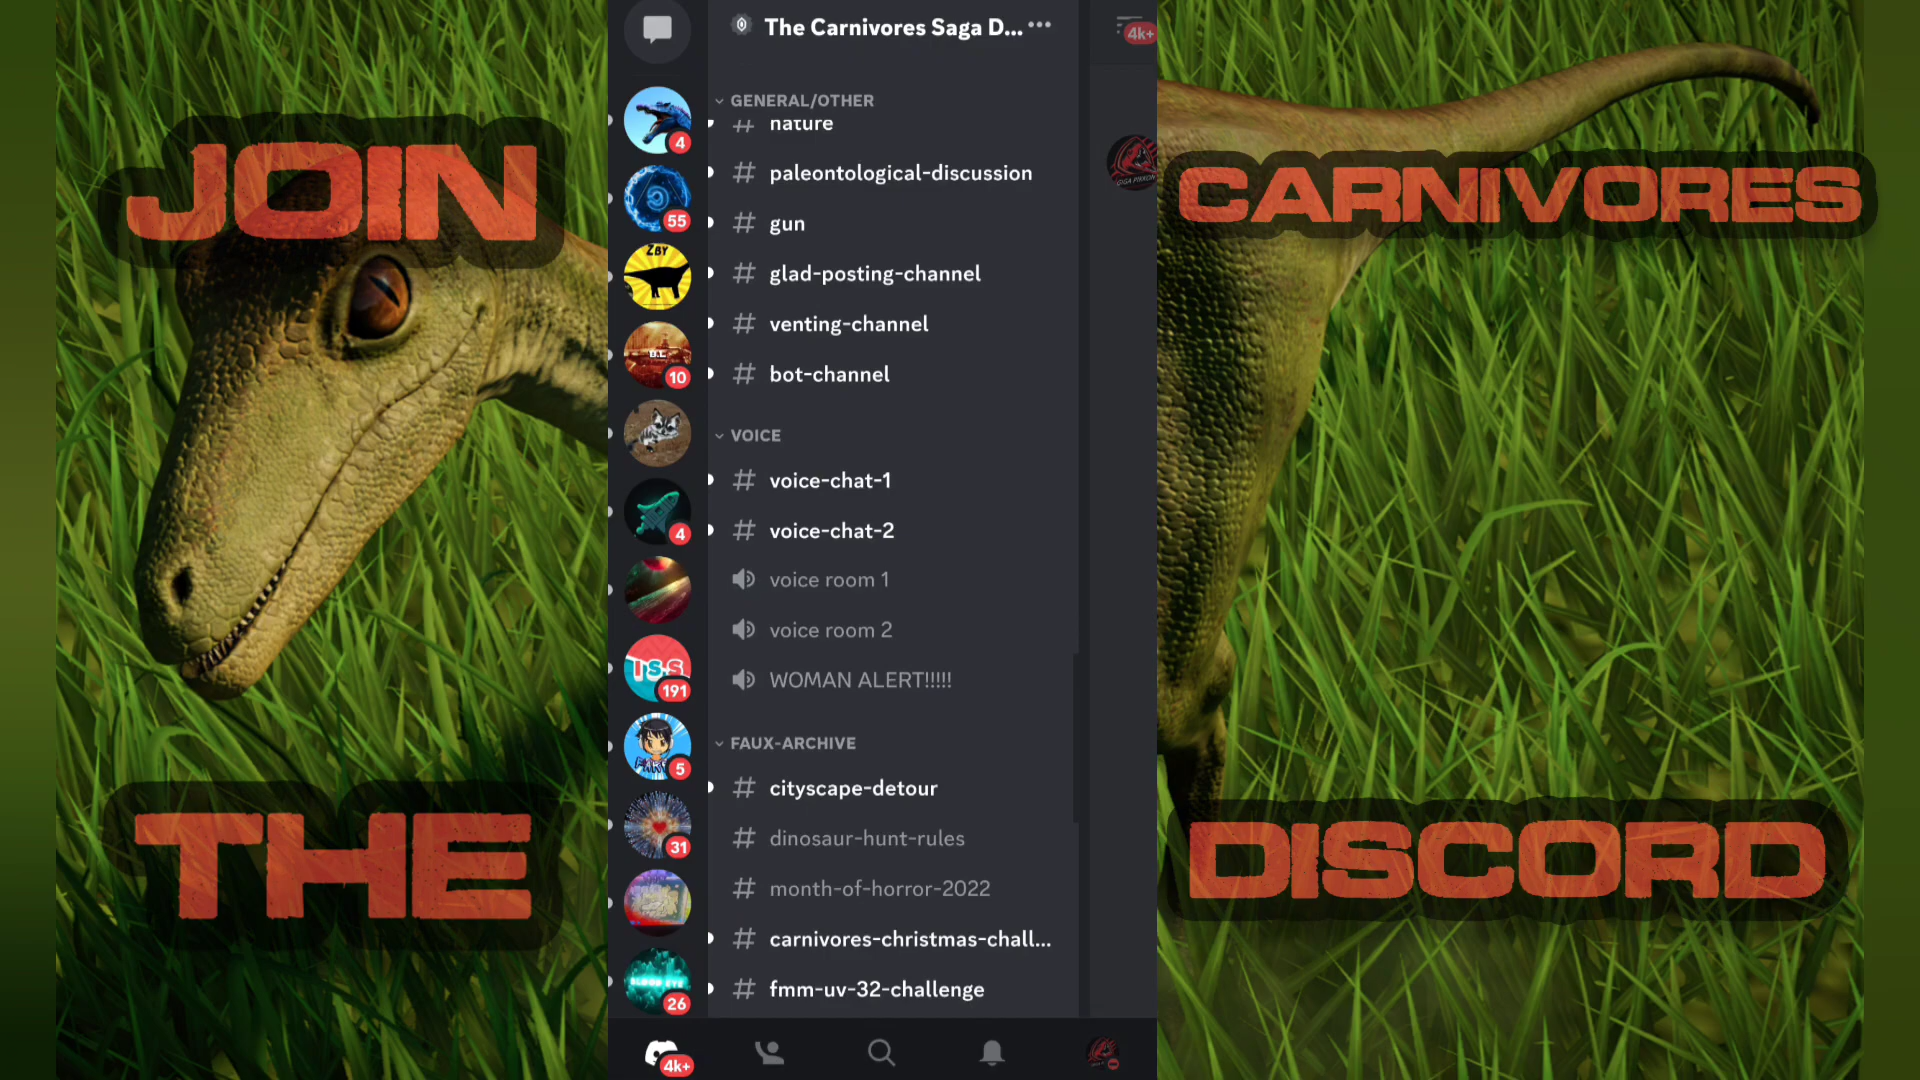 JOIN
THE
The Carnivores Saga D...
4k+
GENERAL/OTHER
nature
paleontological-discussion
gun
glad-posting-channel
venting-channel
bot-channel
VOICE
voice-chat-1
voice-chat-2
voice room 1
voice room 2
WOMAN ALERT!!!!!
FAUX-ARCHIVE
cityscape-detour
dinosaur-hunt-rules
month-of-horror-2022
carnivores-christmas-chall...
fmm-uv-32-challenge
4
55
ZBY
10
4
I S.S
191
5
31
BLOOD EYE
26
4k+
CARNIVORES
DISCORD